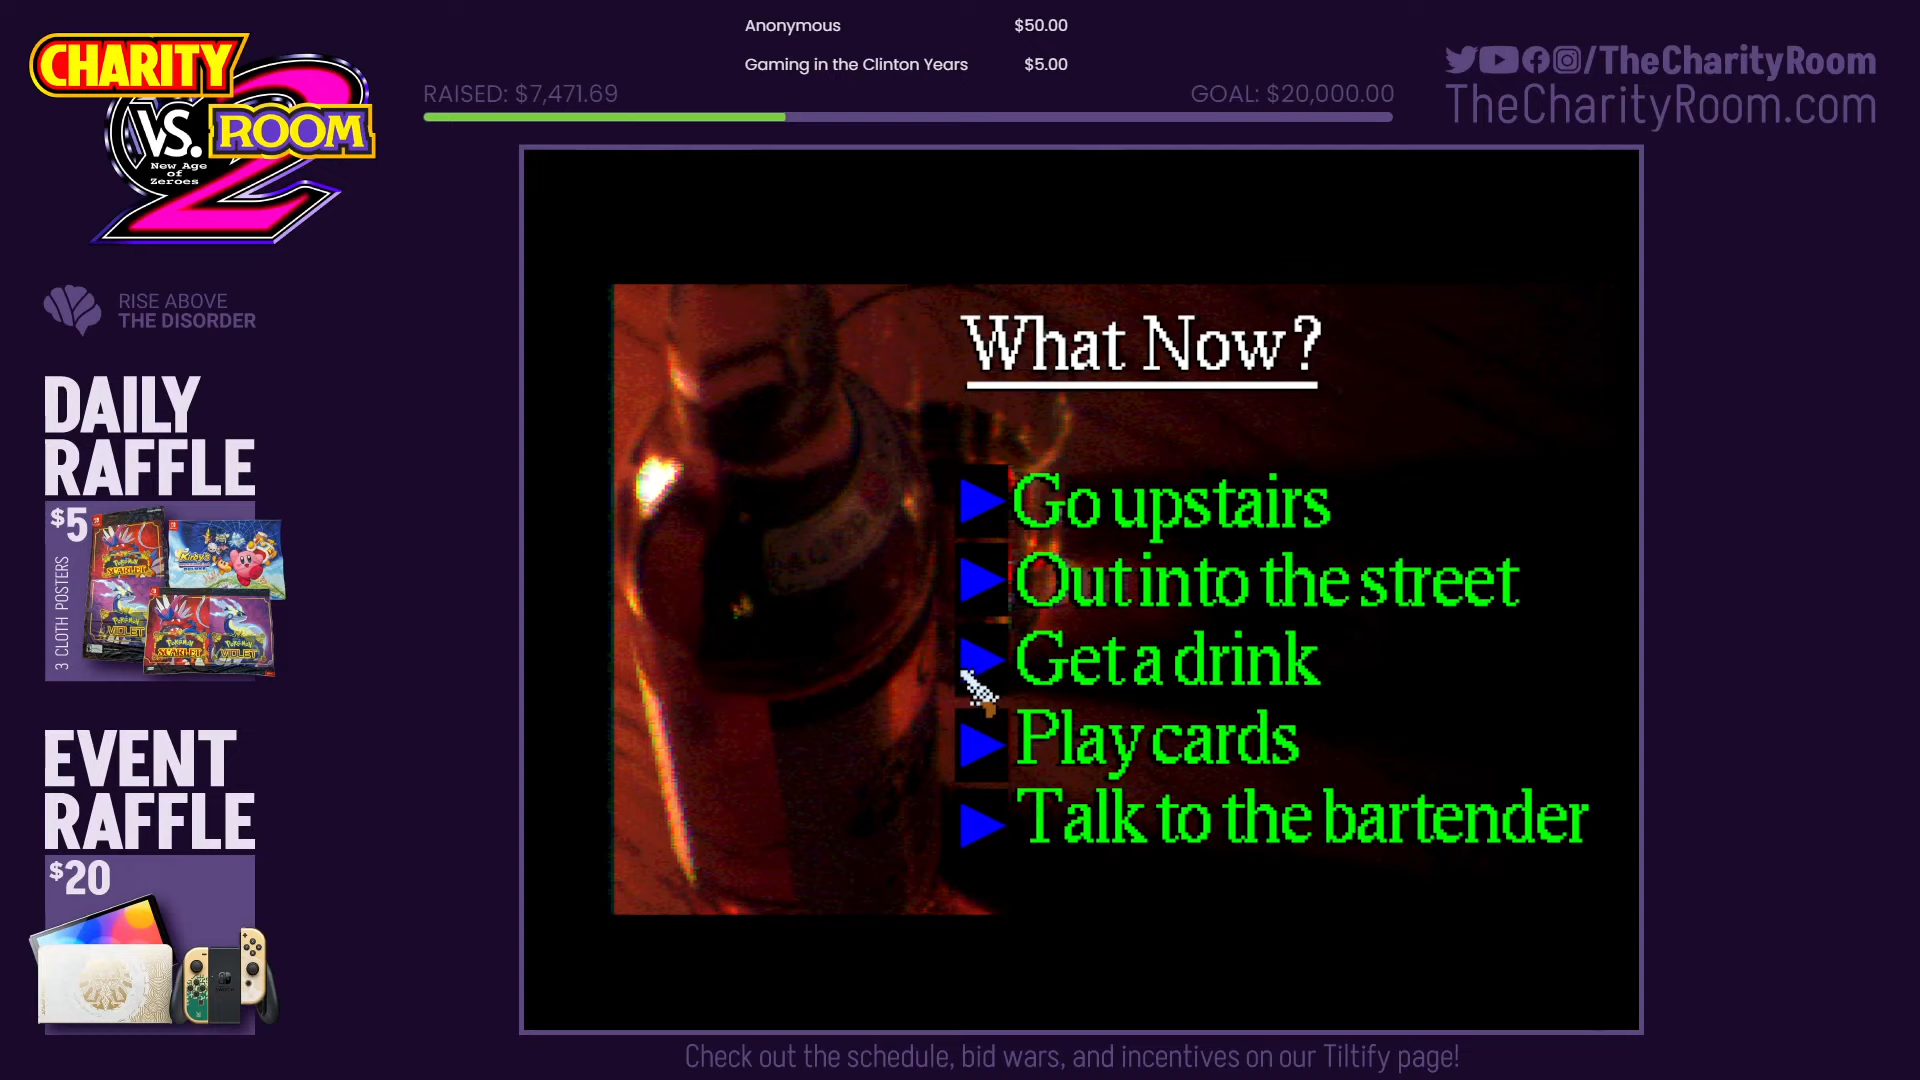 CHARITY
VS. ROOM
2
New Age
of
Zeroes
RISE ABOVE
THE DISORDER
DAILY
RAFFLE
$5
3 CLOTH POSTERS
EVENT
RAFFLE
$20
Anonymous $50.00
Gaming in the Clinton Years $5.00
RAISED: $7,471.69
GOAL: $20,000.00
/TheCharityRoom
TheCharityRoom.com
What Now?
Go upstairs
Out into the street
Get a drink
Play cards
Talk to the bartender
Check out the schedule, bid wars, and incentives on our Tiltify page!